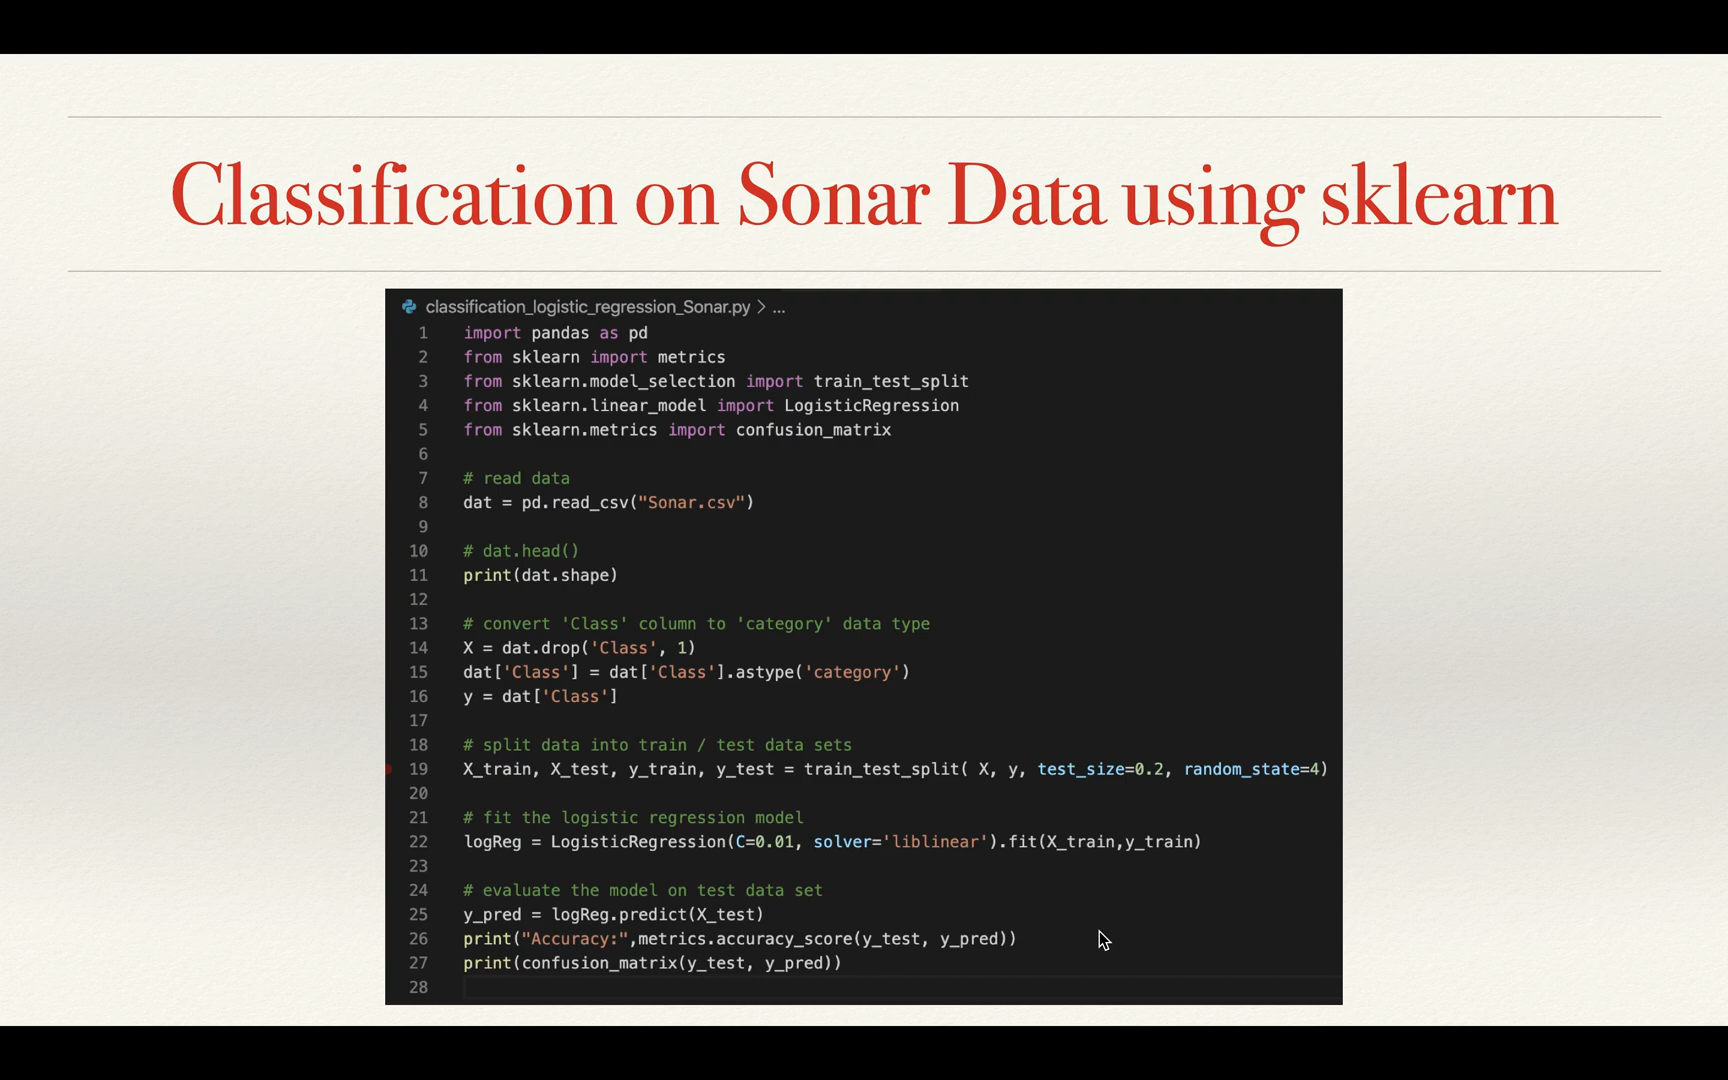 Classification on Sonar Data using sklearn
classification_logistic_regression_Sonar.py > ...
1 import pandas as pd
2 from sklearn import metrics
3 from sklearn.model_selection import train_test_split
4 from sklearn.linear_model import LogisticRegression
5 from sklearn.metrics import confusion_matrix
6
7 # read data
8 dat = pd.read_csv("Sonar.csv")
9
10 # dat.head()
11 print(dat.shape)
12
13 # convert 'Class' column to 'category' data type
14 X = dat.drop('Class', 1)
15 dat['Class'] = dat['Class'].astype('category')
16 y = dat['Class']
17
18 # split data into train / test data sets
19 X_train, X_test, y_train, y_test = train_test_split( X, y, test_size=0.2, random_state=4)
20
21 # fit the logistic regression model
22 logReg = LogisticRegression(C=0.01, solver='liblinear').fit(X_train,y_train)
23
24 # evaluate the model on test data set
25 y_pred = logReg.predict(X_test)
26 print("Accuracy:",metrics.accuracy_score(y_test, y_pred))
27 print(confusion_matrix(y_test, y_pred))
28